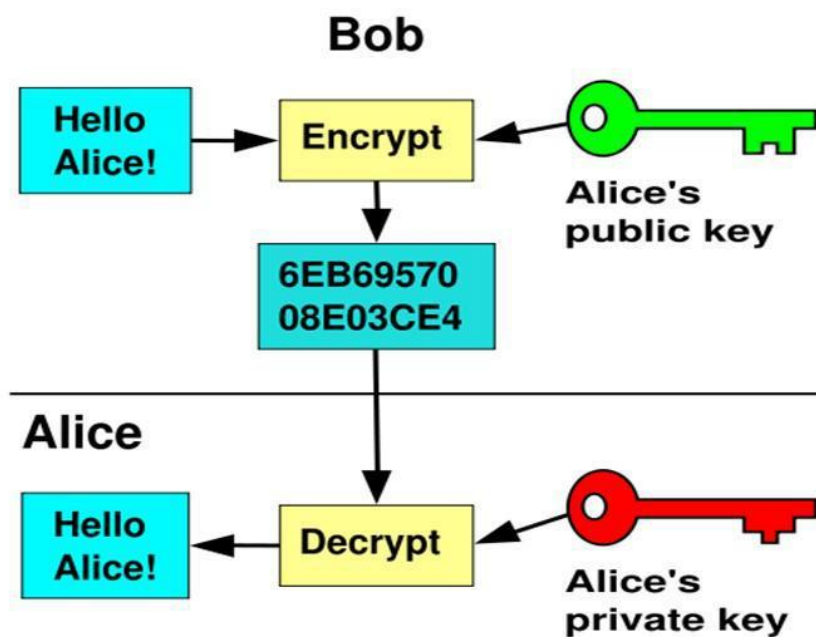 Bob
Hello
Alice!
Encrypt
Alice's
public key
6EB69570
08E03CE4
Alice
Hello
Alice!
Decrypt
Alice's
private key